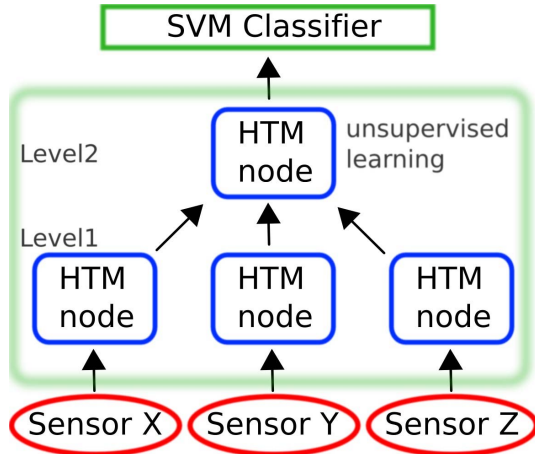 SVM Classifier
HTM
node
unsupervised
learning
Level2
Level1
HTM
node
HTM
node
HTM
node
Sensor X
Sensor Y
Sensor Z